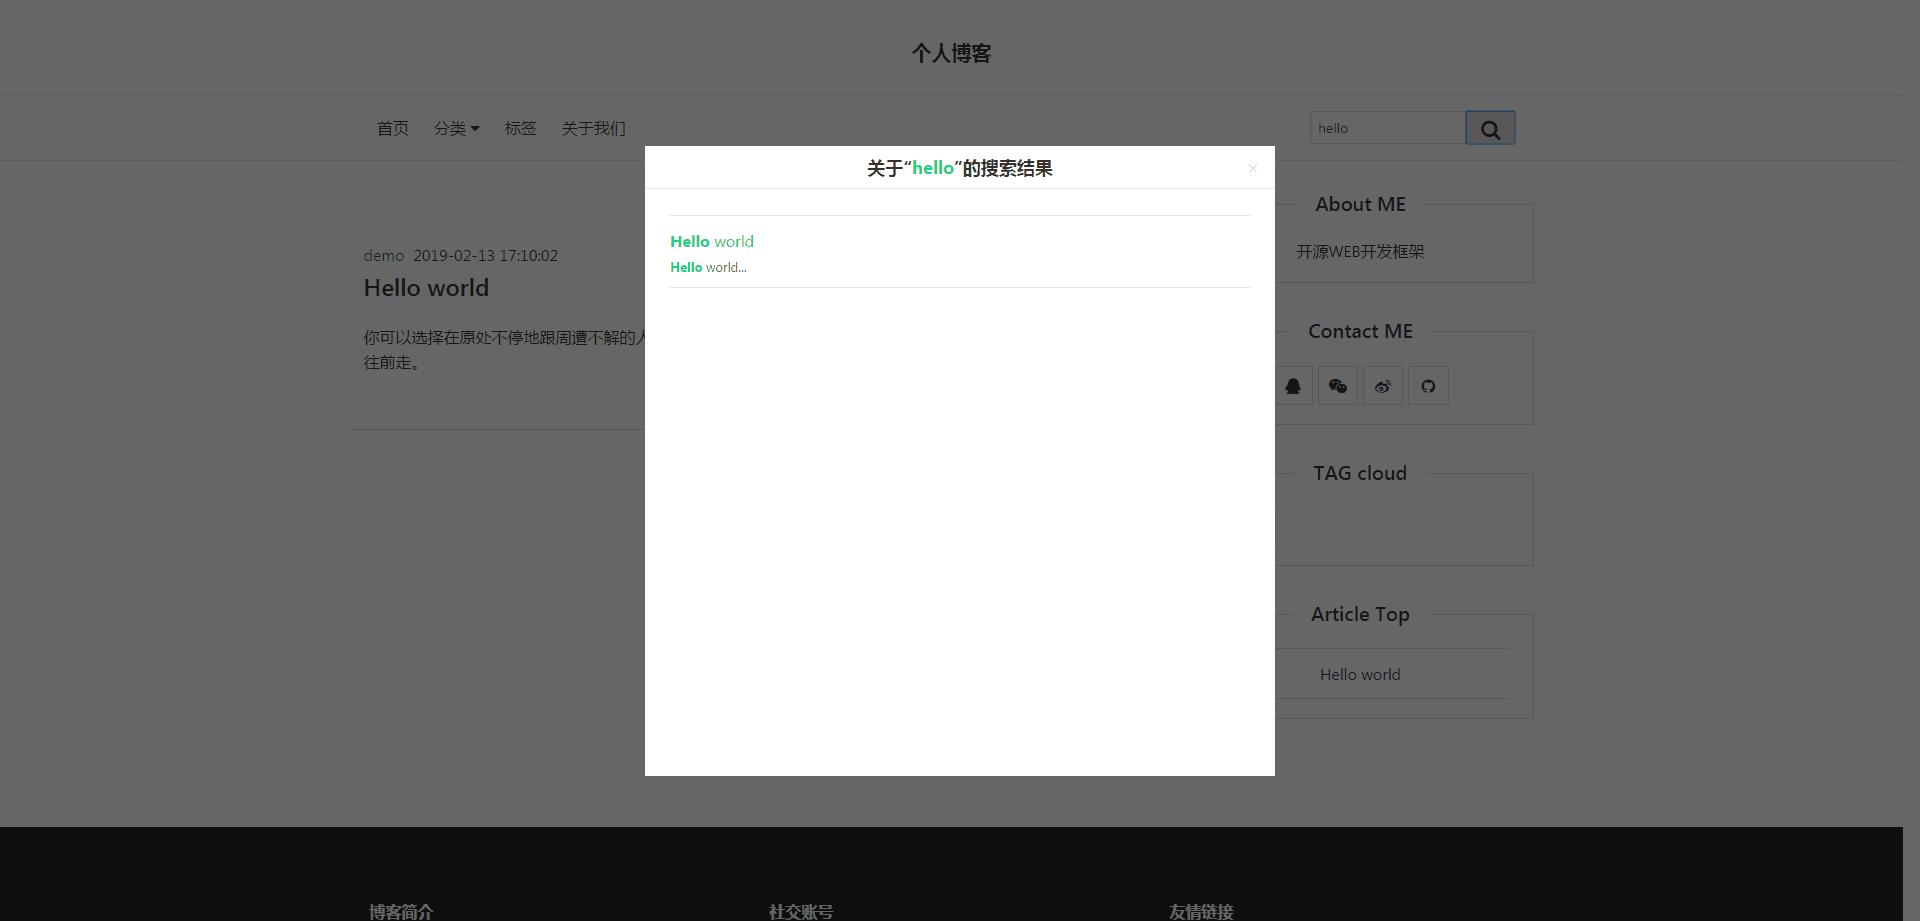 个人博客
首页 分类 标签 关于我们
hello
关于“hello”的搜索结果
×
Hello world
Hello world...
demo 2019-02-13 17:10:02
Hello world
你可以选择在原处不停地跟周遭不解的人
往前走。
About ME
开源WEB开发框架
Contact ME
TAG cloud
Article Top
Hello world
博客简介
社交账号
友情链接